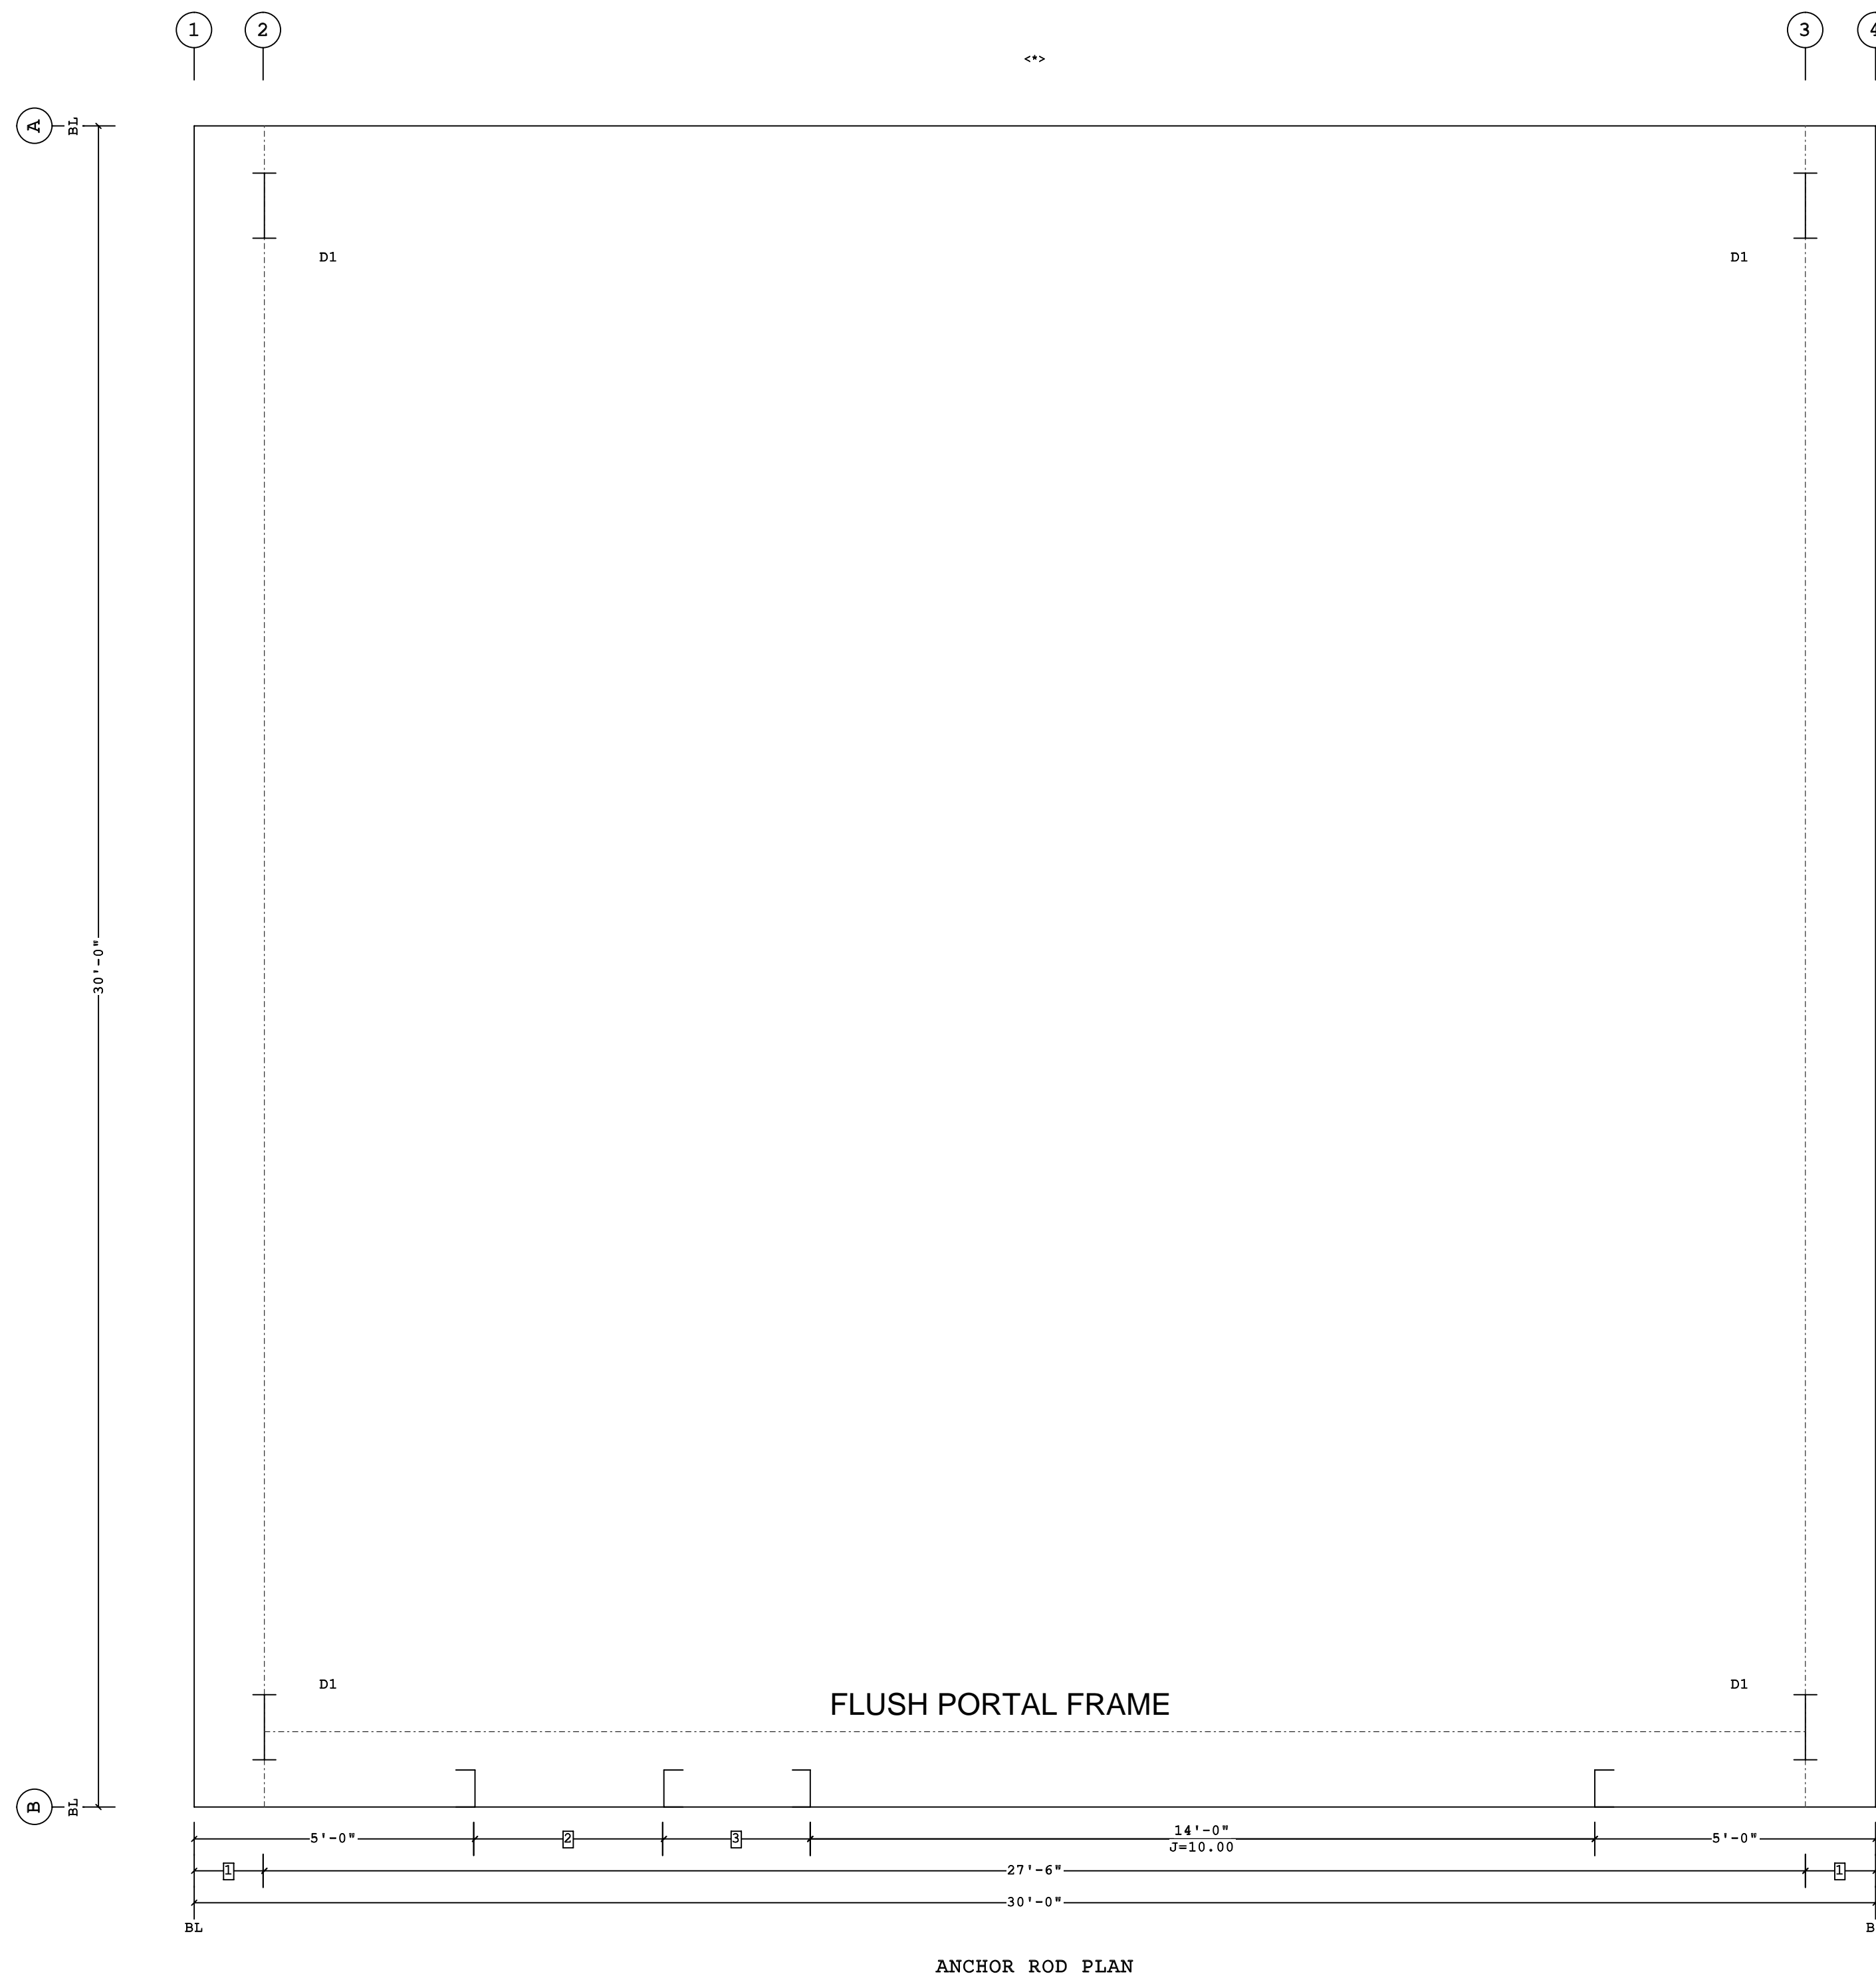 1 2 3 4
<*>
A BL
D1 D1
30'-0"
D1 D1
FLUSH PORTAL FRAME
B BL
5'-0" 2 3 14'-0" 5'-0"
J=10.00
1 27'-6" 1
30'-0"
BL B
ANCHOR ROD PLAN